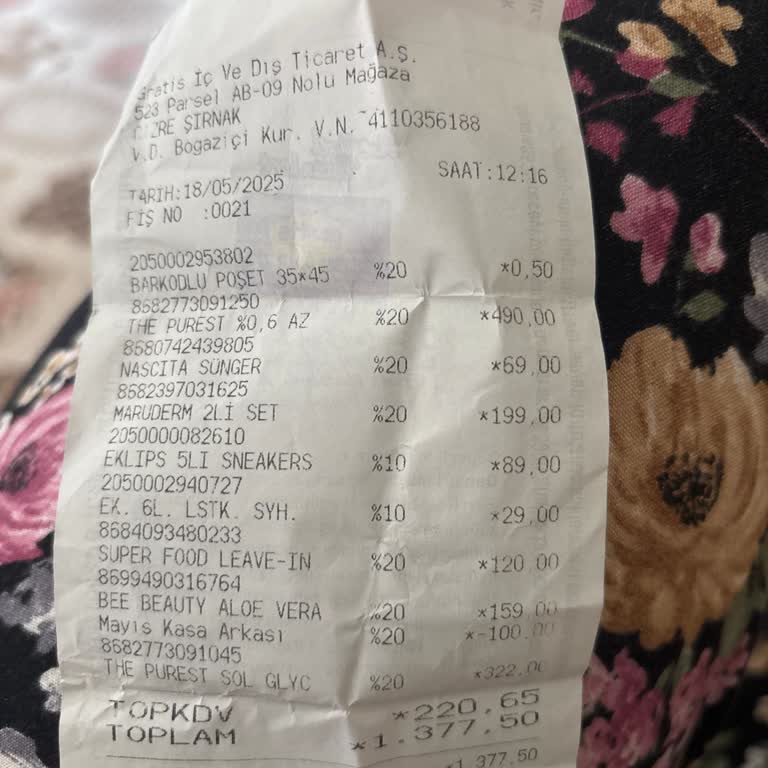 Gratis İç Ve Dış Ticaret A.Ş.
523 Parsel AB-09 Nolu Mağaza
CİZRE ŞIRNAK
V.D. Bogaziçi Kur. V.N. 4110356188
TARİH:18/05/2025 SAAT:12:16
FİŞ NO :0021
2050002953802
BARKODLU POŞET 35*45 %20 *0,50
8682773091250
THE PUREST %0,6 AZ %20 *490,00
8680742439805
NASCITA SÜNGER %20 *69,00
8682397031625
MARUDERM 2Lİ SET %20 *199,00
2050000082610
EKLIPS 5LI SNEAKERS %10 *89,00
2050002940727
EK. 6L. LSTK. SYH. %10 *29,00
8684093480233
SUPER FOOD LEAVE-IN %20 *120,00
8699490316764
BEE BEAUTY ALOE VERA %20 *159,00
Mayis Kasa Arkası %20 *-100,00
8682773091045
THE PUREST SOL GLYC %20 *322,00
TOPKDV *220,65
TOPLAM *1.377,50
*1.377,50